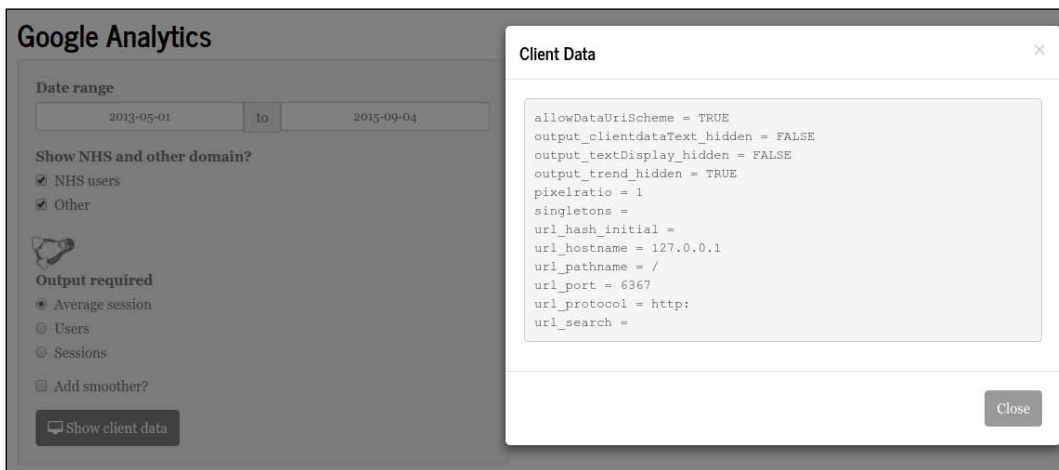 Google Analytics
Date range
2013-05-01 to 2015-09-04
Show NHS and other domain?
NHS users
Other
Output required
Average session
Users
Sessions
Add smoother?
Show client data
Client Data ×
allowDataUriScheme = TRUE
output_clientdataText_hidden = FALSE
output_textDisplay_hidden = FALSE
output_trend_hidden = TRUE
pixelratio = 1
singletons =
url_hash_initial =
url_hostname = 127.0.0.1
url_pathname = /
url_port = 6367
url_protocol = http:
url_search =
Close